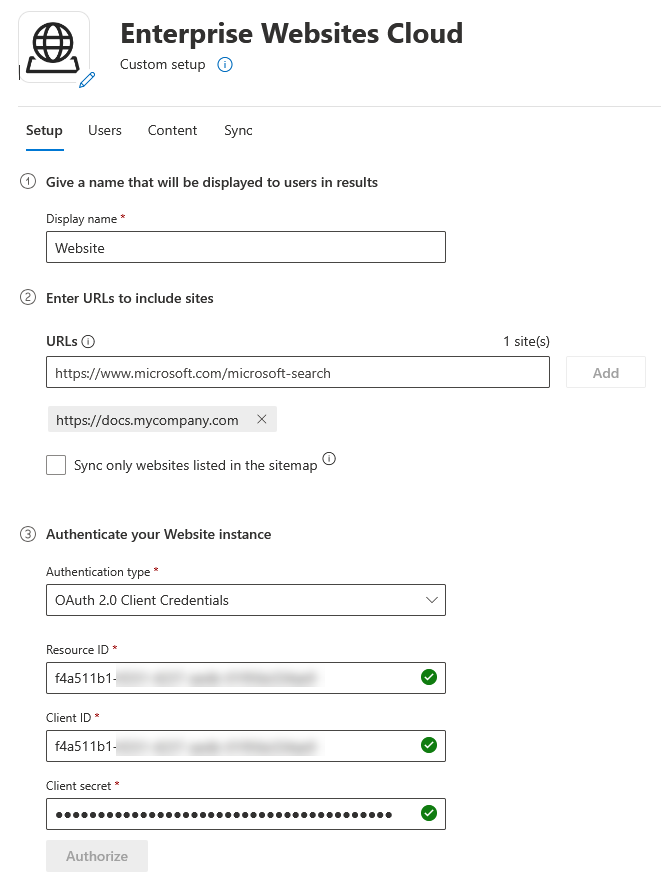 Enterprise Websites Cloud
Custom setup
Setup Users Content Sync
1 Give a name that will be displayed to users in results
Display name *
Website
2 Enter URLs to include sites
URLs 1 site(s)
https://www.microsoft.com/microsoft-search Add
https://docs.mycompany.com
Sync only websites listed in the sitemap
3 Authenticate your Website instance
Authentication type *
OAuth 2.0 Client Credentials
Resource ID *
f4a511b1-
Client ID *
f4a511b1-
Client secret *
Authorize